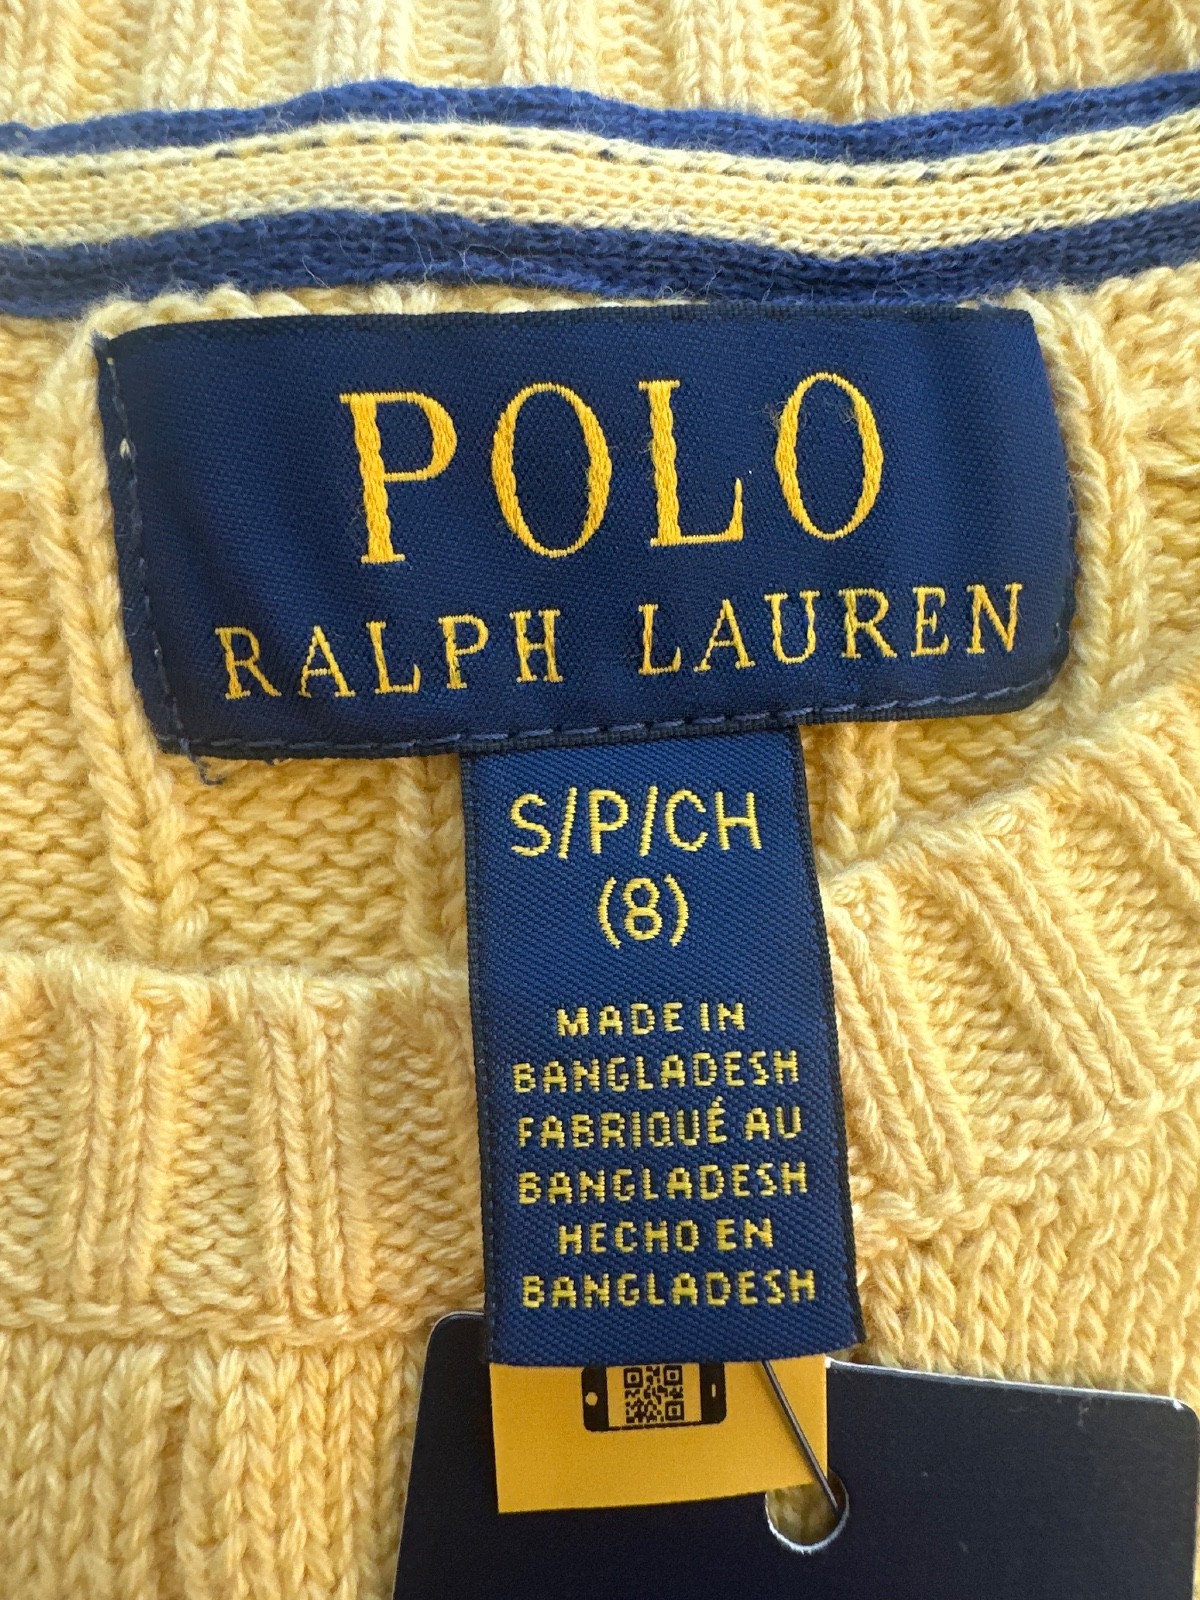 POLO
RALPH LAUREN
S/P/CH
(8)
MADE IN
BANGLADESH
FABRIQUÉ AU
BANGLADESH
HECHO EN
BANGLADESH